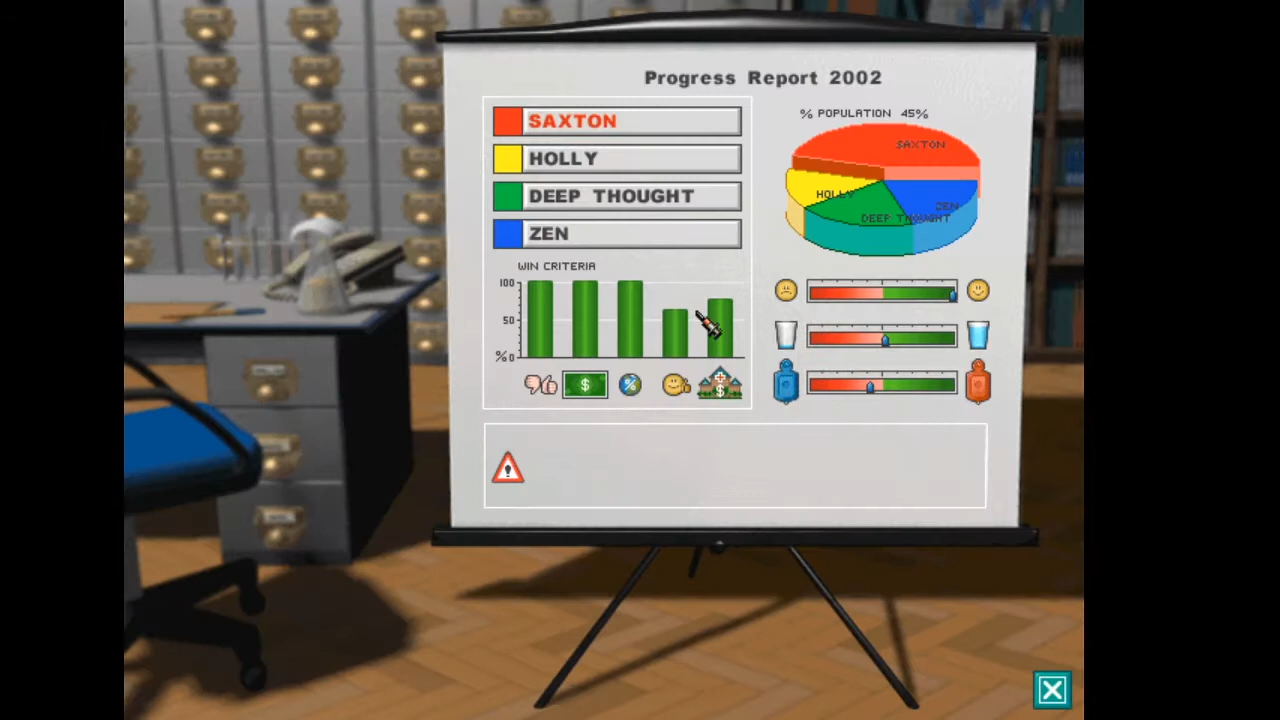 Progress Report 2002
SAXTON
HOLLY
DEEP THOUGHT
ZEN
WIN CRITERIA
100
50
% 0
$
%
$
% POPULATION 45%
SAXTON
HOLLY
ZEN
DEEP THOUGHT
!